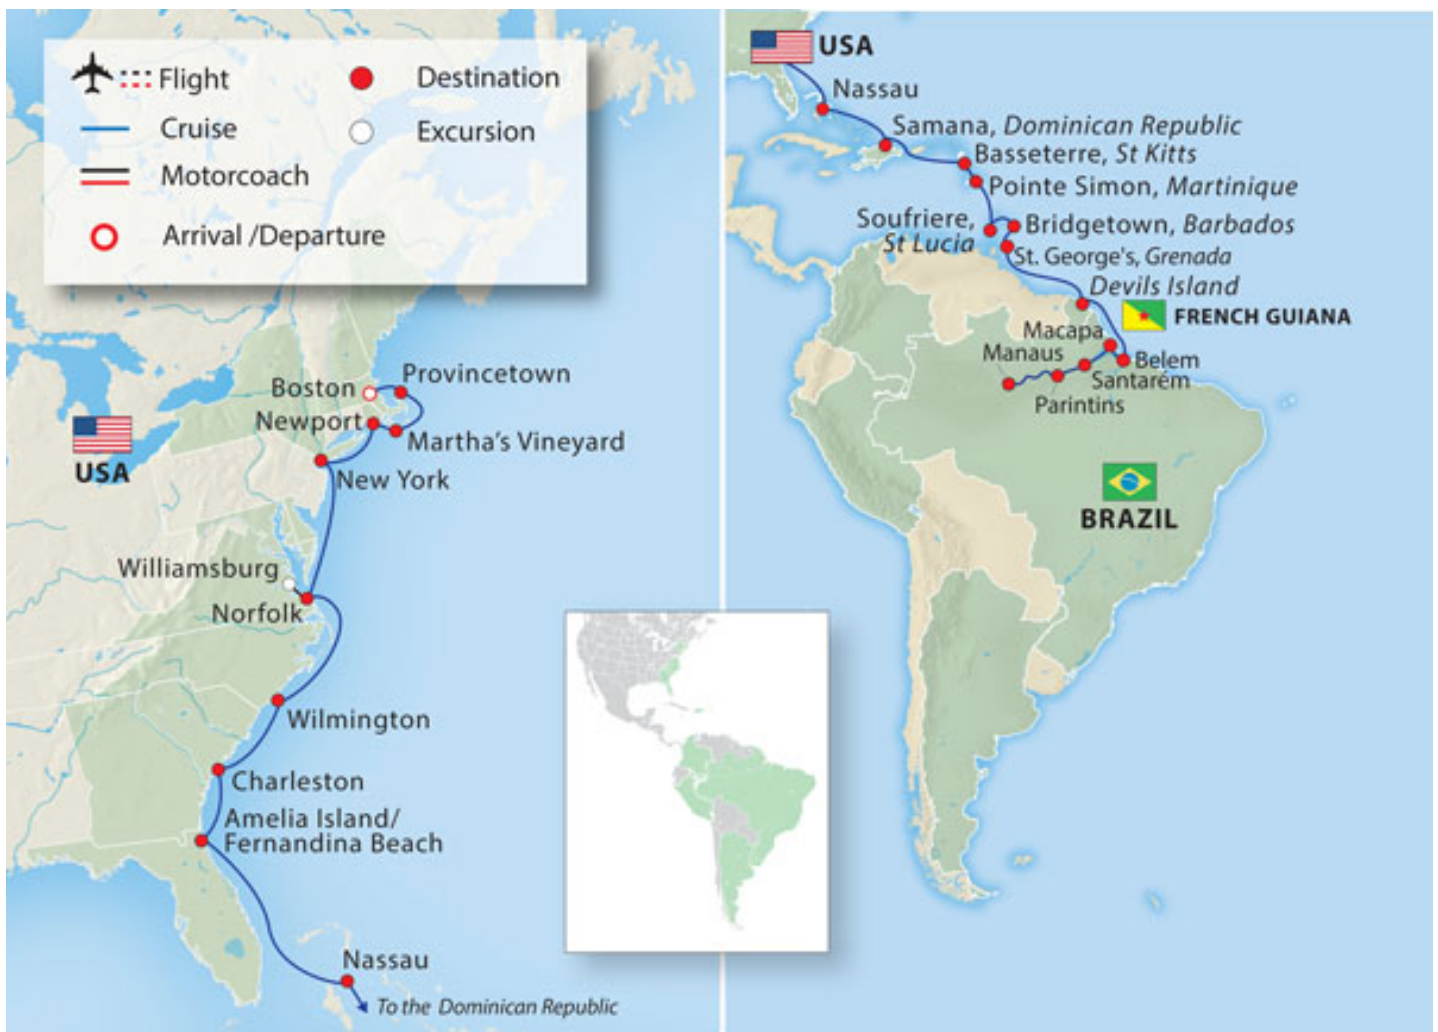 Flight
Destination
Cruise
Excursion
Motorcoach
Arrival /Departure
Boston
Provincetown
Newport
Martha's Vineyard
USA
New York
Williamsburg
Norfolk
Wilmington
Charleston
Amelia Island/
Fernandina Beach
Nassau
To the Dominican Republic
USA
Nassau
Samana, Dominican Republic
Basseterre, St Kitts
Pointe Simon, Martinique
Soufriere,
St Lucia
Bridgetown, Barbados
St. George's, Grenada
Devils Island
FRENCH GUIANA
Macapa
Manaus
Belem
Santarém
Parintins
BRAZIL